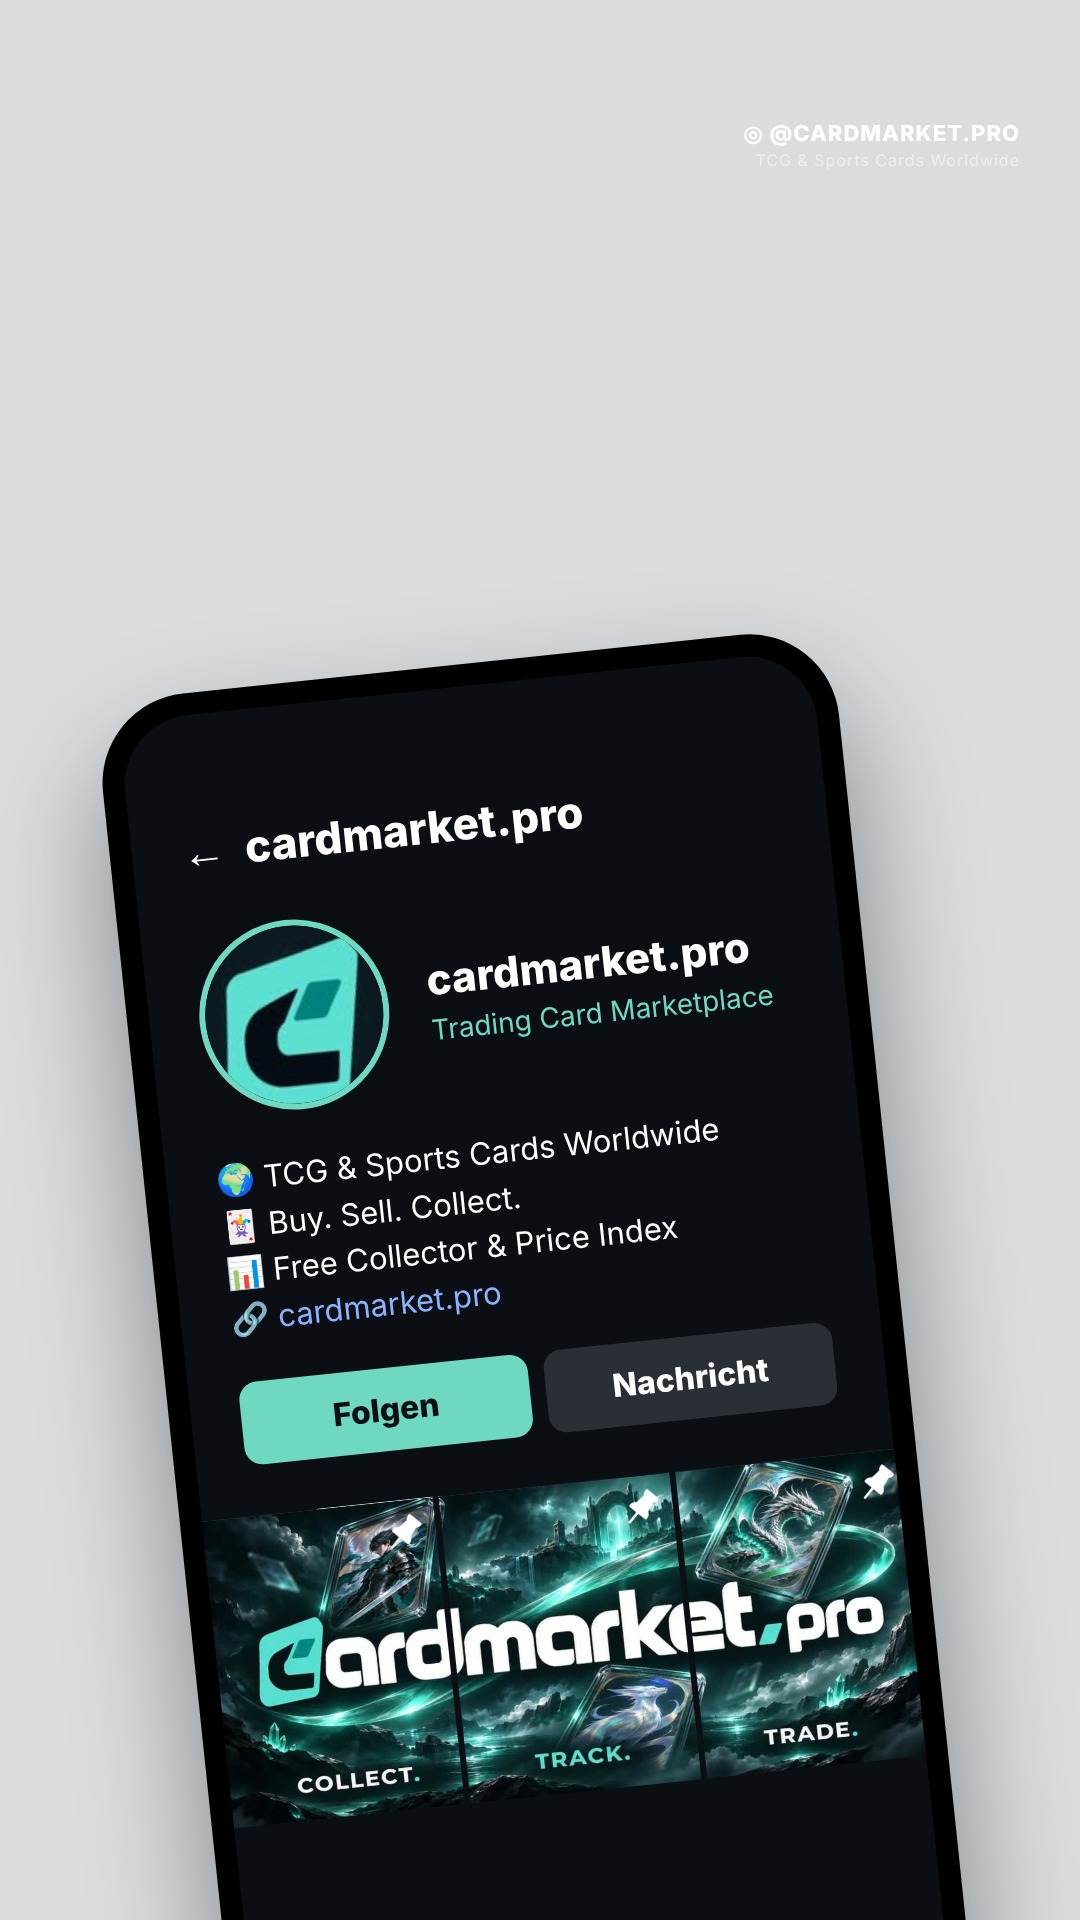 @CARDMARKET.PRO
TCG & Sports Cards Worldwide
← cardmarket.pro
cardmarket.pro
Trading Card Marketplace
🌍 TCG & Sports Cards Worldwide
🃏 Buy. Sell. Collect.
📊 Free Collector & Price Index
🔗 cardmarket.pro
Folgen
Nachricht
cardmarket.pro
COLLECT.
TRACK.
TRADE.